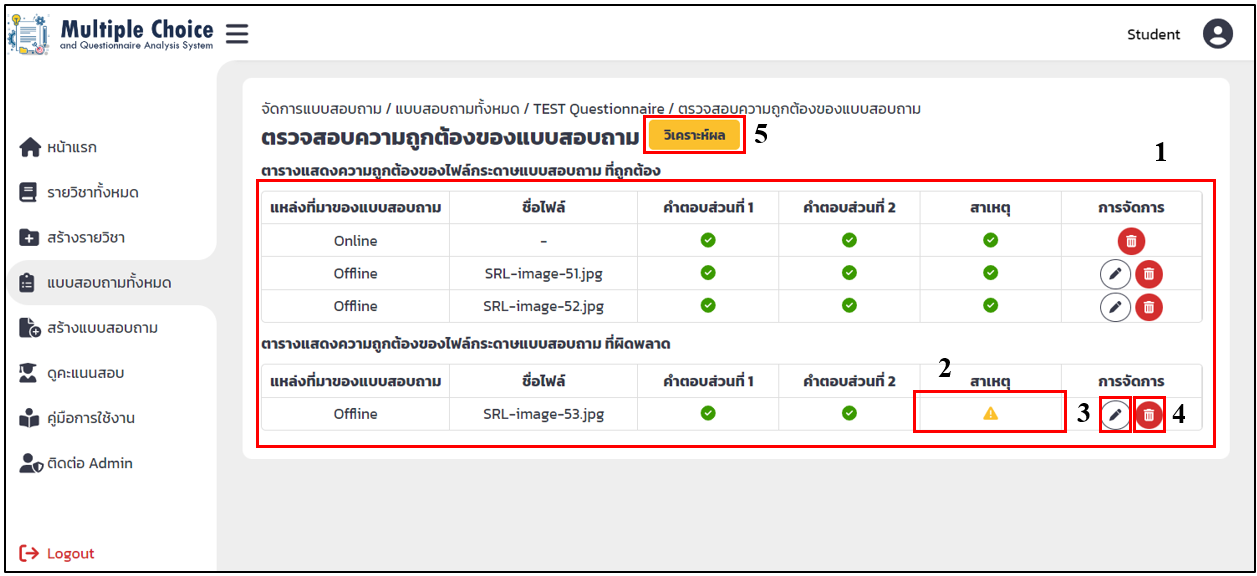 Multiple Choice
and Questionnaire Analysis System
Student
หน้าแรก
รายวิชาทั้งหมด
สร้างรายวิชา
แบบสอบถามทั้งหมด
สร้างแบบสอบถาม
ดูคะแนนสอบ
คู่มือการใช้งาน
ติดต่อ Admin
Logout
จัดการแบบสอบถาม / แบบสอบถามทั้งหมด / TEST Questionnaire / ตรวจสอบความถูกต้องของแบบสอบถาม
ตรวจสอบความถูกต้องของแบบสอบถาม วิเคราะห์ผล 5
1
ตารางแสดงความถูกต้องของไฟล์กระดาษแบบสอบถาม ที่ถูกต้อง
แหล่งที่มาของแบบสอบถาม ชื่อไฟล์ คำตอบส่วนที่ 1 คำตอบส่วนที่ 2 สาเหตุ การจัดการ
Online -
Offline SRL-image-51.jpg
Offline SRL-image-52.jpg
ตารางแสดงความถูกต้องของไฟล์กระดาษแบบสอบถาม ที่ผิดพลาด
2
แหล่งที่มาของแบบสอบถาม ชื่อไฟล์ คำตอบส่วนที่ 1 คำตอบส่วนที่ 2 สาเหตุ การจัดการ
Offline SRL-image-53.jpg 3 4